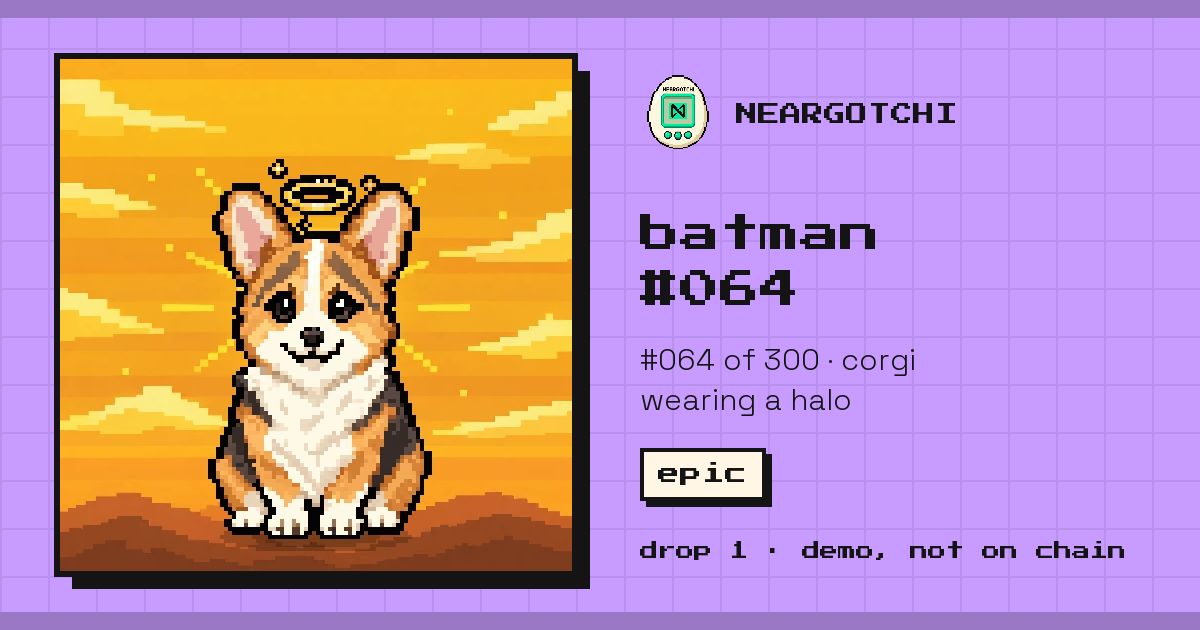 NEARGOTCHI
NEARGOTCHI
batman
#064
#064 of 300 · corgi
wearing a halo
epic
drop 1 · demo, not on chain